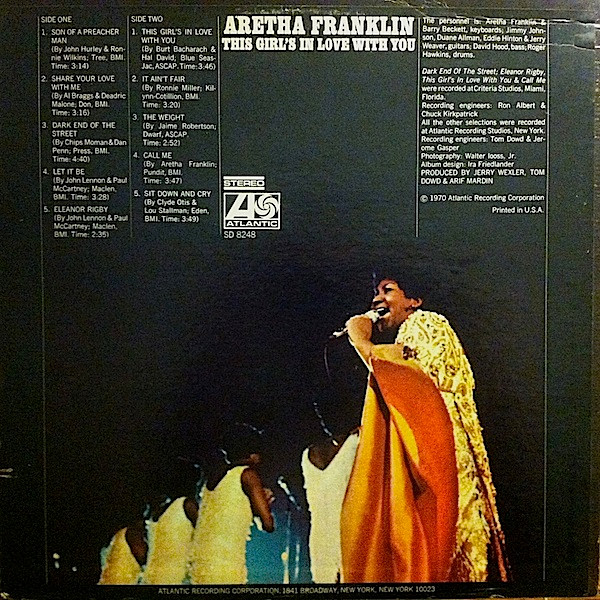 SIDE ONE
1. SON OF A PREACHER
MAN
(By John Hurley & Ron-
nie Wilkins; Tree, BMI.
Time: 3:14)
2. SHARE YOUR LOVE
WITH ME
(By Al Braggs & Deadric
Malone; Don, BMI.
Time: 3:16)
3. DARK END OF THE
STREET
(By Chips Moman & Dan
Penn; Press, BMI.
Time: 4:40)
4. LET IT BE
(By John Lennon & Paul
McCartney; Maclen,
BMI. Time: 3:28)
5. ELEANOR RIGBY
(By John Lennon & Paul
McCartney; Maclen,
BMI. Time: 2:35)
SIDE TWO
1. THIS GIRL'S IN LOVE
WITH YOU
(By Burt Bacharach &
Hal David; Blue Seas-
Jac, ASCAP. Time: 3:46)
2. IT AIN'T FAIR
(By Ronnie Miller; Kil-
lynn-Cotillion, BMI.
Time: 3:20)
3. THE WEIGHT
(By Jaime Robertson;
Dwarf, ASCAP.
Time: 2:52)
4. CALL ME
(By Aretha Franklin;
Pundit, BMI.
Time: 3:47)
5. SIT DOWN AND CRY
(By Clyde Otis &
Lou Stallman; Eden,
BMI. Time: 3:49)
ARETHA FRANKLIN
THIS GIRL'S IN LOVE WITH YOU
STEREO
ATLANTIC
SD 8248
The personnel is: Aretha Franklin &
Barry Beckett, keyboards; Jimmy John-
son, Duane Allman, Eddie Hinton & Jerry
Weaver, guitars; David Hood, bass; Roger
Hawkins, drums.
Dark End Of The Street, Eleanor Rigby,
This Girl's In Love With You & Call Me
were recorded at Criteria Studios, Miami,
Florida.
Recording engineers: Ron Albert &
Chuck Kirkpatrick
All the other selections were recorded
at Atlantic Recording Studios, New York.
Recording engineers: Tom Dowd & Je-
rome Gasper
Photography: Walter Iooss, Jr.
Album design: Ira Friedlander
PRODUCED BY JERRY WEXLER, TOM
DOWD & ARIF MARDIN
© 1970 Atlantic Recording Corporation
Printed in U.S.A.
ATLANTIC RECORDING CORPORATION, 1841 BROADWAY, NEW YORK, NEW YORK 10023